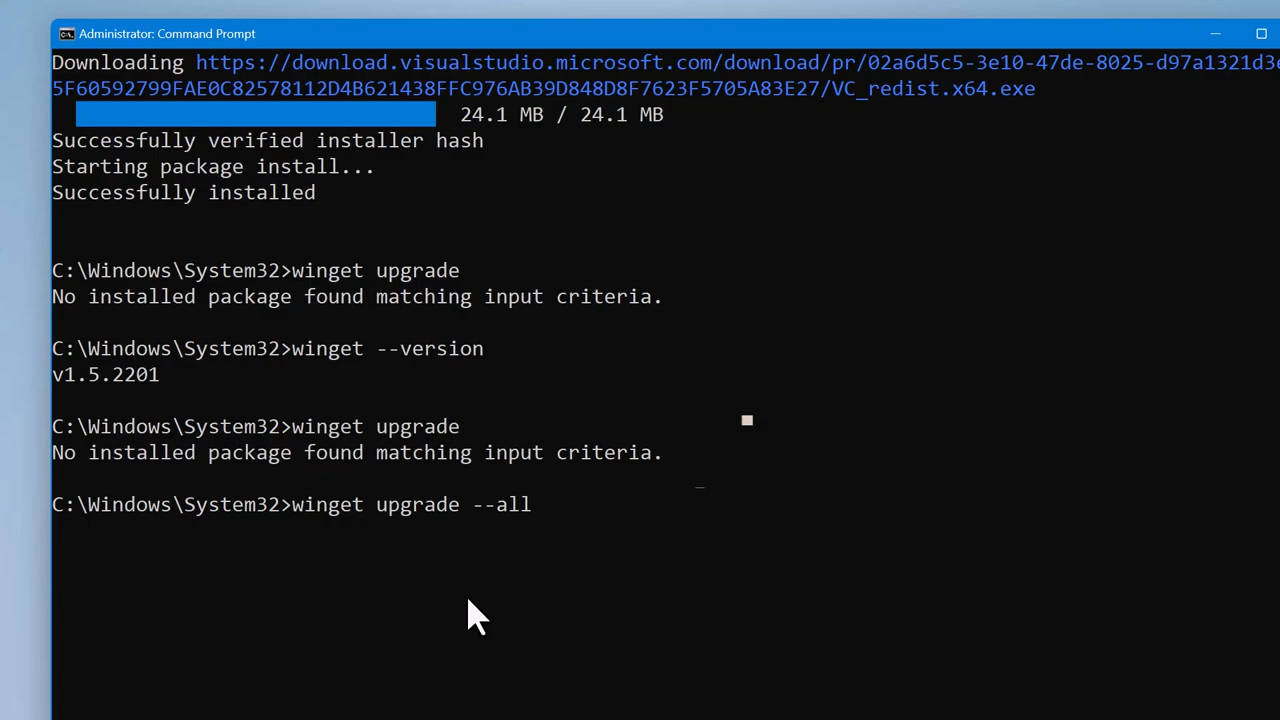 Administrator: Command Prompt
Downloading https://download.visualstudio.microsoft.com/download/pr/02a6d5c5-3e10-47de-8025-d97a1321d3e
5F60592799FAE0C82578112D4B621438FFC976AB39D848D8F7623F5705A83E27/VC_redist.x64.exe
24.1 MB / 24.1 MB
Successfully verified installer hash
Starting package install...
Successfully installed
C:\Windows\System32>winget upgrade
No installed package found matching input criteria.
C:\Windows\System32>winget --version
v1.5.2201
C:\Windows\System32>winget upgrade
No installed package found matching input criteria.
C:\Windows\System32>winget upgrade --all